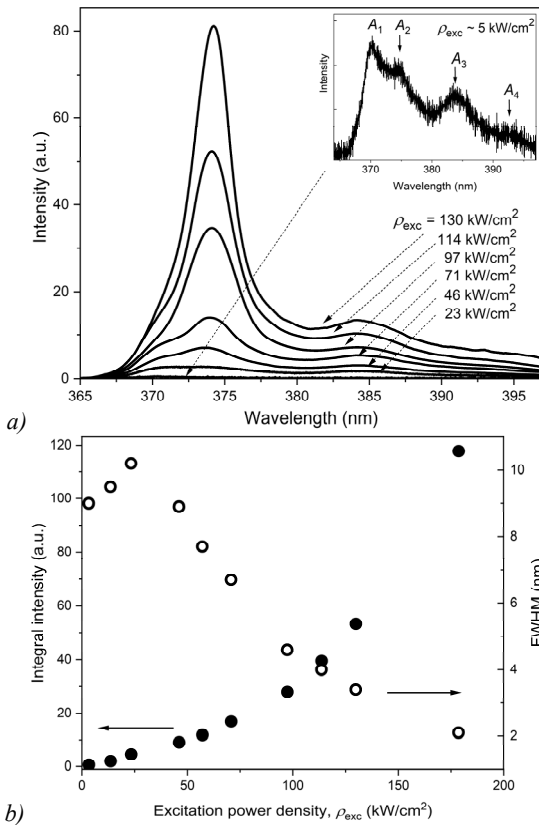 80
60
40
20
0
Intensity (a.u.)
365 370 375 380 385 390 395
Wavelength (nm)
a)
ρexc ~ 5 kW/cm²
A₁ A₂
A₃
A₄
Intensity
370 380 390
Wavelength (nm)
ρexc = 130 kW/cm²
114 kW/cm²
97 kW/cm²
71 kW/cm²
46 kW/cm²
23 kW/cm²
120
100
80
60
40
20
0
Integral intensity (a.u.)
10
8
6
4
2
FWHM (nm)
0 50 100 150 200
Excitation power density, ρexc (kW/cm²)
b)